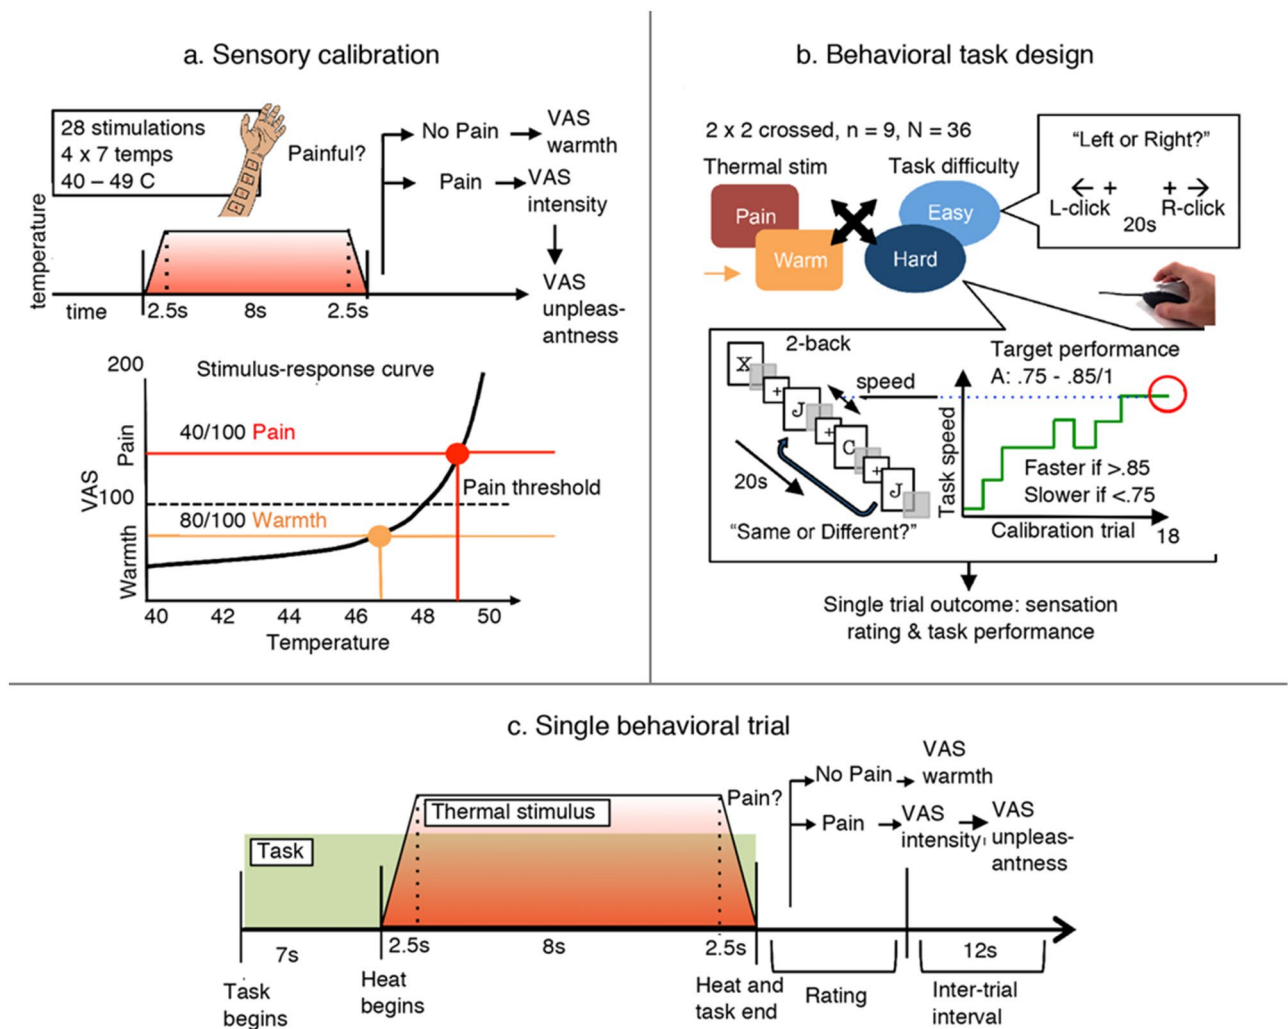 a. Sensory calibration
28 stimulations
4 x 7 temps
40 – 49 C
Painful?
No Pain
VAS
warmth
Pain
VAS
intensity
VAS
unpleas-
antness
temperature
time
2.5s
8s
2.5s
Stimulus-response curve
200
40/100 Pain
Pain
VAS
100
Pain threshold
80/100 Warmth
Warmth
40
42
44
46
48
50
Temperature
b. Behavioral task design
2 x 2 crossed, n = 9, N = 36
Thermal stim
Task difficulty
Pain
Warm
Easy
Hard
“Left or Right?”
+
+
L-click
R-click
20s
2-back
X
+
J
+
C
+
J
speed
20s
“Same or Different?”
Target performance
A: .75 - .85/1
Task speed
Faster if >.85
Slower if <.75
Calibration trial
18
Single trial outcome: sensation
rating & task performance
c. Single behavioral trial
Task
Thermal stimulus
Pain?
No Pain
VAS
warmth
Pain
VAS
intensity
VAS
unpleas-
antness
7s
2.5s
8s
2.5s
12s
Task
begins
Heat
begins
Heat and
task end
Rating
Inter-trial
interval